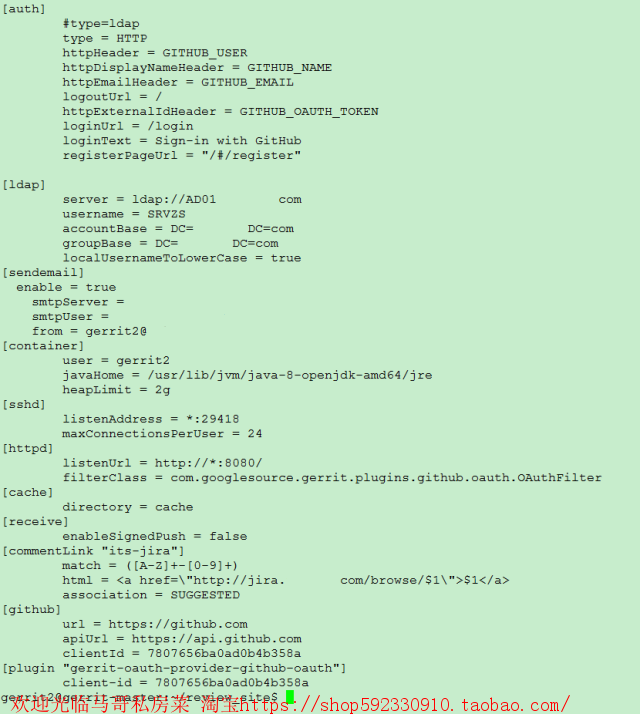 [auth]
#type=ldap
type = HTTP
httpHeader = GITHUB_USER
httpDisplayNameHeader = GITHUB_NAME
httpEmailHeader = GITHUB_EMAIL
logoutUrl = /
httpExternalIdHeader = GITHUB_OAUTH_TOKEN
loginUrl = /login
loginText = Sign-in with GitHub
registerPageUrl = "/#/register"
[ldap]
server = ldap://AD01 com
username = SRVZS
accountBase = DC= DC=com
groupBase = DC= DC=com
localUsernameToLowerCase = true
[sendemail]
enable = true
smtpServer =
smtpUser =
from = gerrit2@
[container]
user = gerrit2
javaHome = /usr/lib/jvm/java-8-openjdk-amd64/jre
heapLimit = 2g
[sshd]
listenAddress = *:29418
maxConnectionsPerUser = 24
[httpd]
listenUrl = http://*:8080/
filterClass = com.googlesource.gerrit.plugins.github.oauth.OAuthFilter
[cache]
directory = cache
[receive]
enableSignedPush = false
[commentLink "its-jira"]
match = ([A-Z]+-[0-9]+)
html = <a href=\"http://jira. com/browse/$1\">$1</a>
association = SUGGESTED
[github]
url = https://github.com
apiUrl = https://api.github.com
clientId = 7807656ba0ad0b4b358a
[plugin "gerrit-oauth-provider-github-oauth"]
client-id = 7807656ba0ad0b4b358a
gerrit2@gerrit-master:~/review_site$
欢迎光临马哥私房菜 淘宝https://shop592330910.taobao.com/